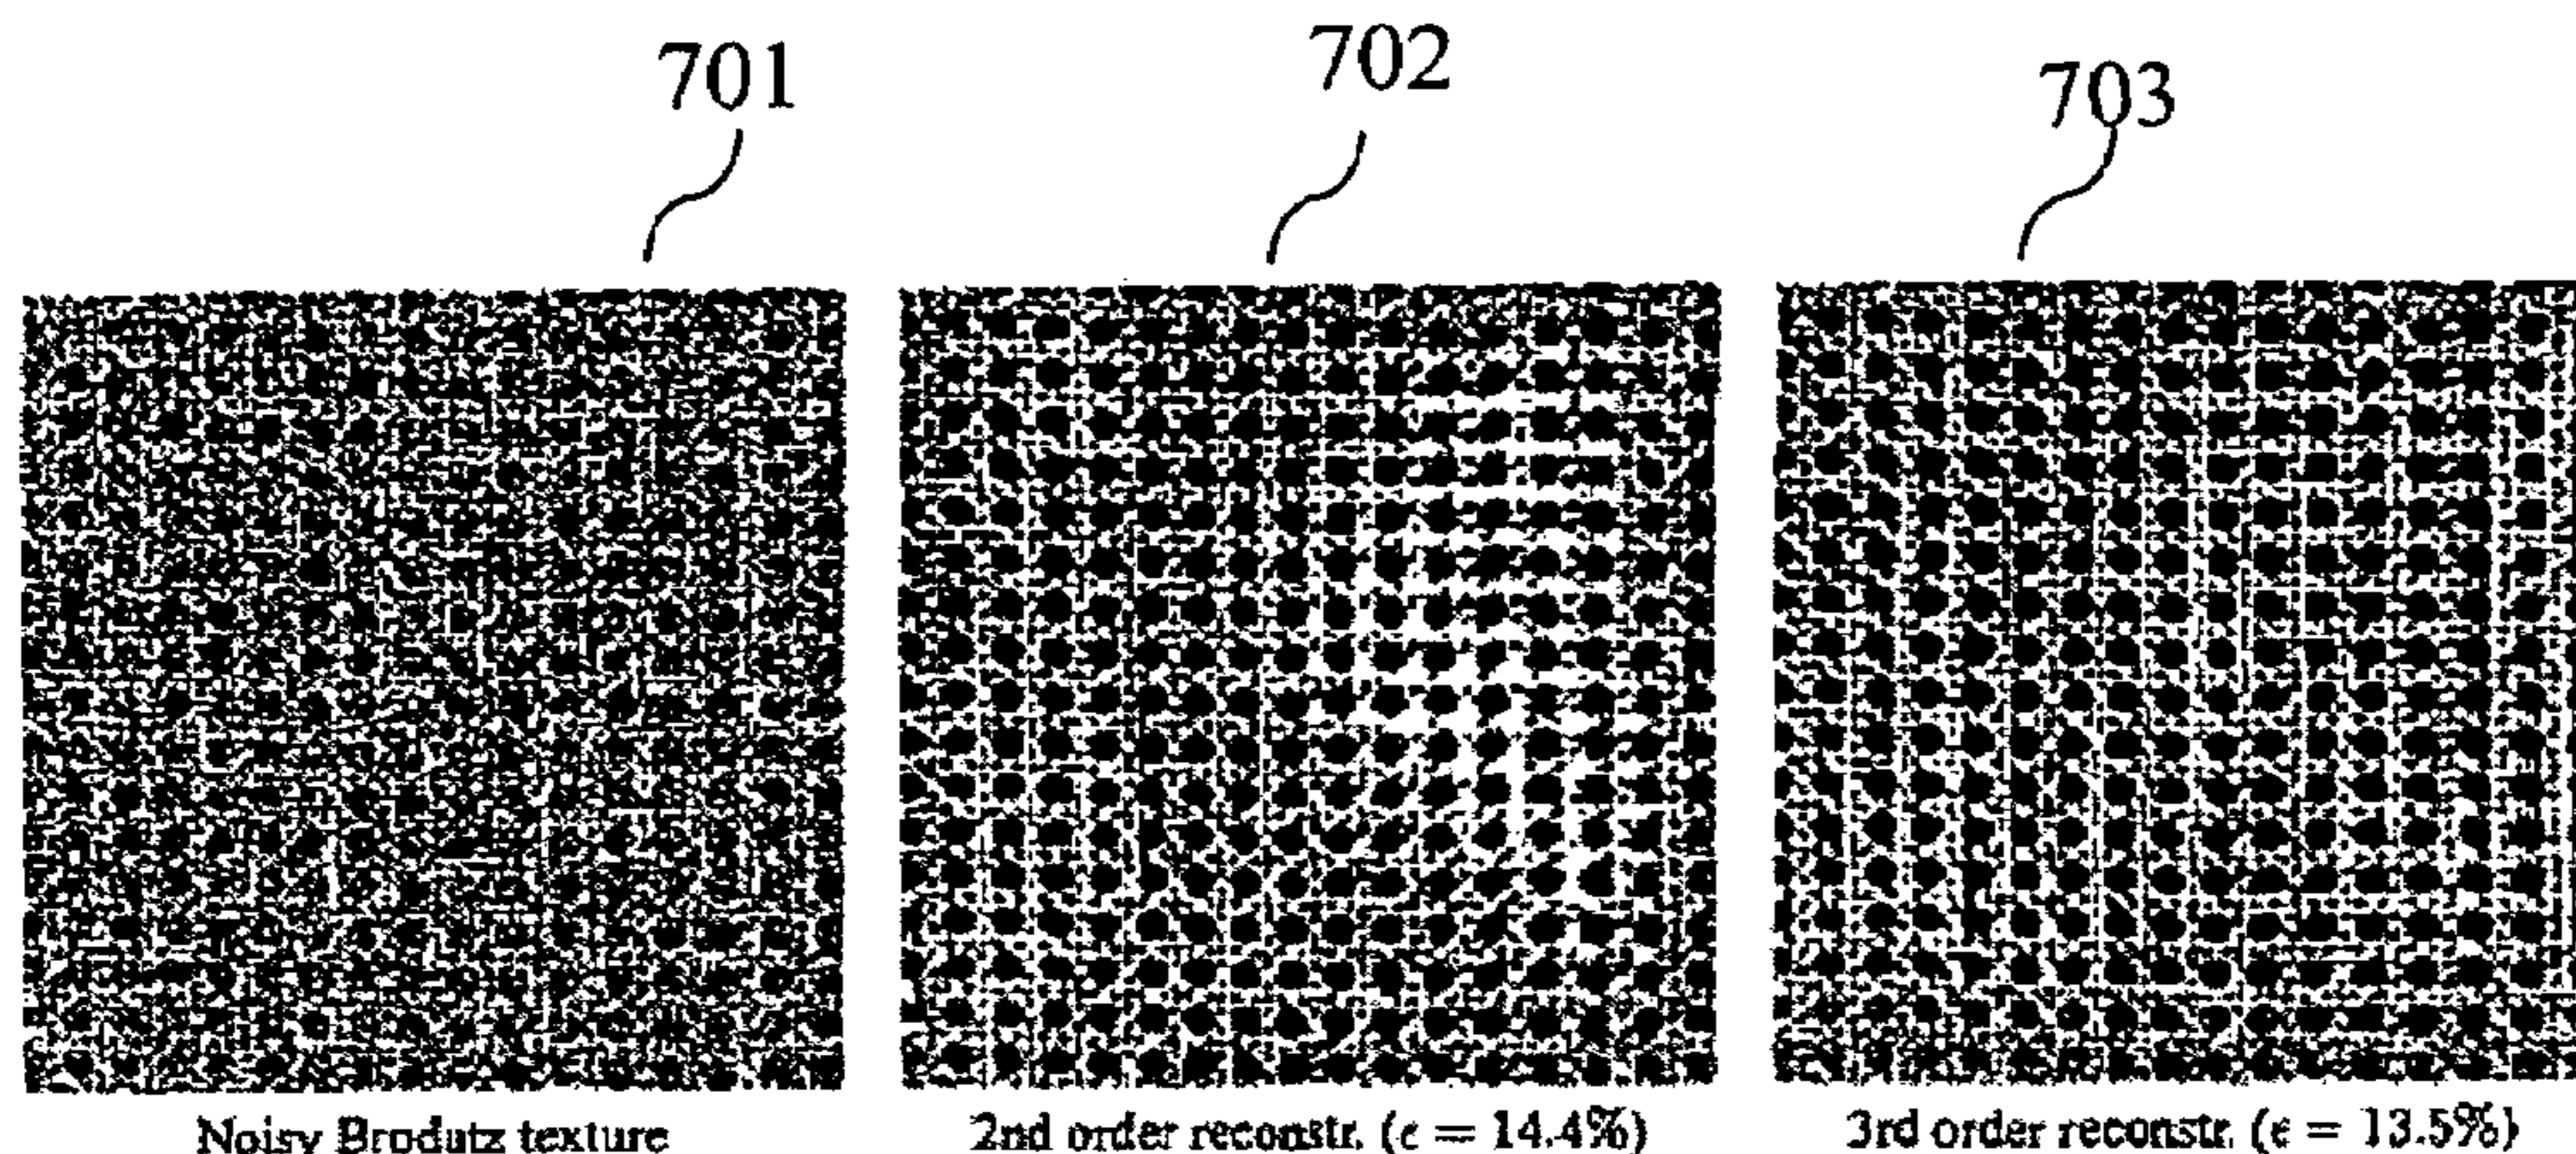 701
702
703
Noisy Brodatz texture
2nd order reconstr. (ϵ = 14.4%)
3rd order reconstr. (ϵ = 13.5%)